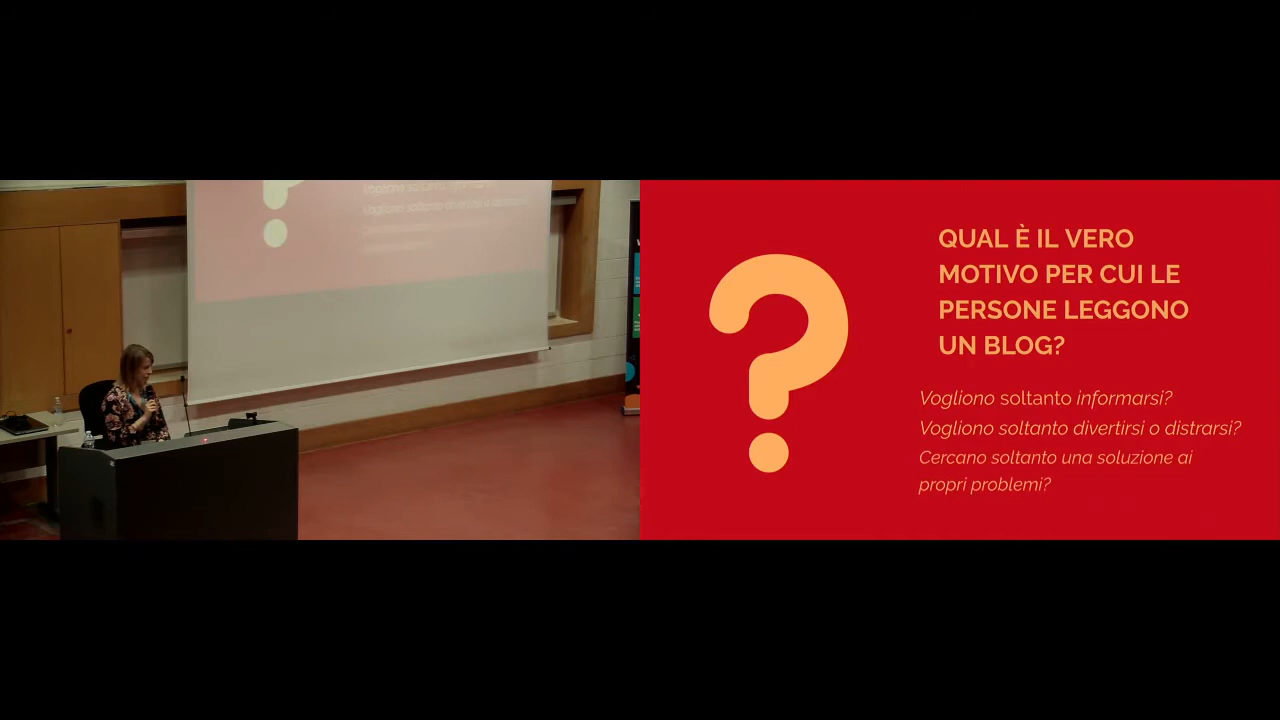 QUAL È IL VERO
MOTIVO PER CUI LE
PERSONE LEGGONO
UN BLOG?
Vogliono soltanto informarsi?
Vogliono soltanto divertirsi o distrarsi?
Cercano soltanto una soluzione ai
propri problemi?